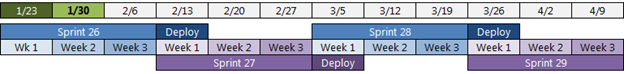 1/23 1/30 2/6 2/13 2/20 2/27 3/5 3/12 3/19 3/26 4/2 4/9
Sprint 26 Deploy Sprint 28 Deploy
Wk 1 Week 2 Week 3 Week 1 Week 2 Week 3 Week 1 Week 2 Week 3 Week 1 Week 2 Week 3
Sprint 27 Deploy Sprint 29